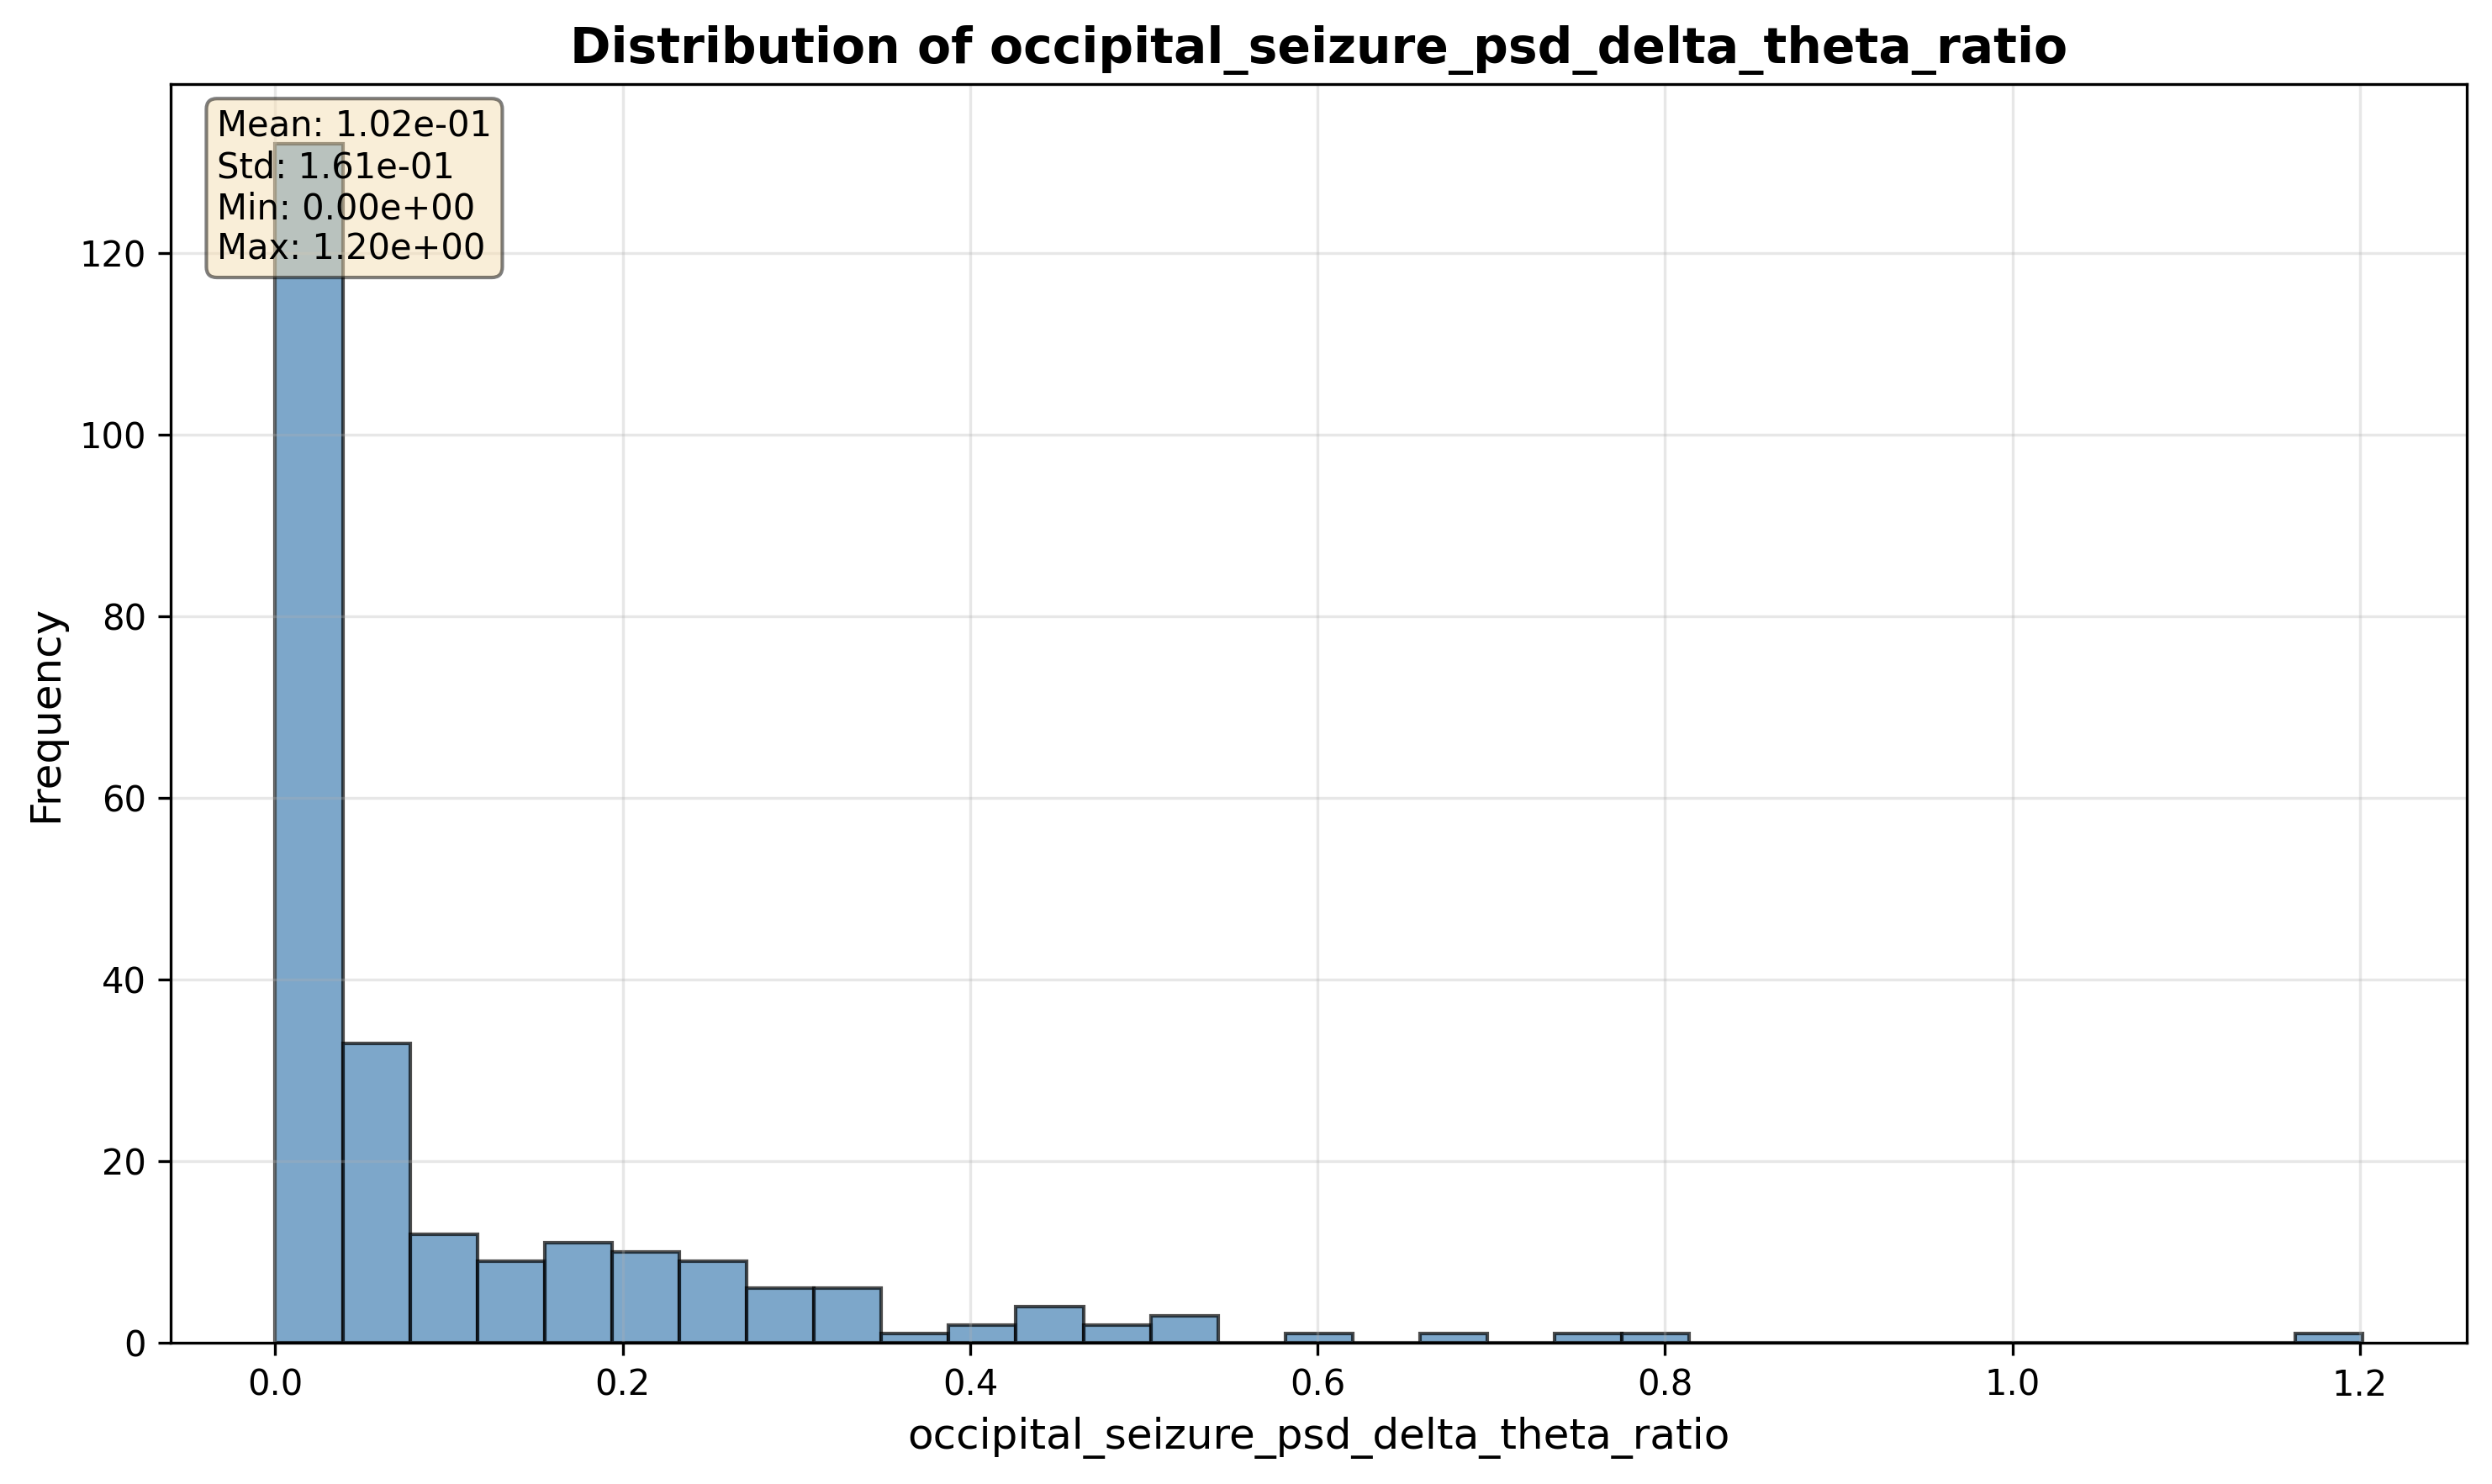 Distribution of occipital_seizure_psd_delta_theta_ratio
Mean: 1.02e-01
Std: 1.61e-01
Min: 0.00e+00
Max: 1.20e+00
120
100
80
60
40
20
0
Frequency
0.0 0.2 0.4 0.6 0.8 1.0 1.2
occipital_seizure_psd_delta_theta_ratio